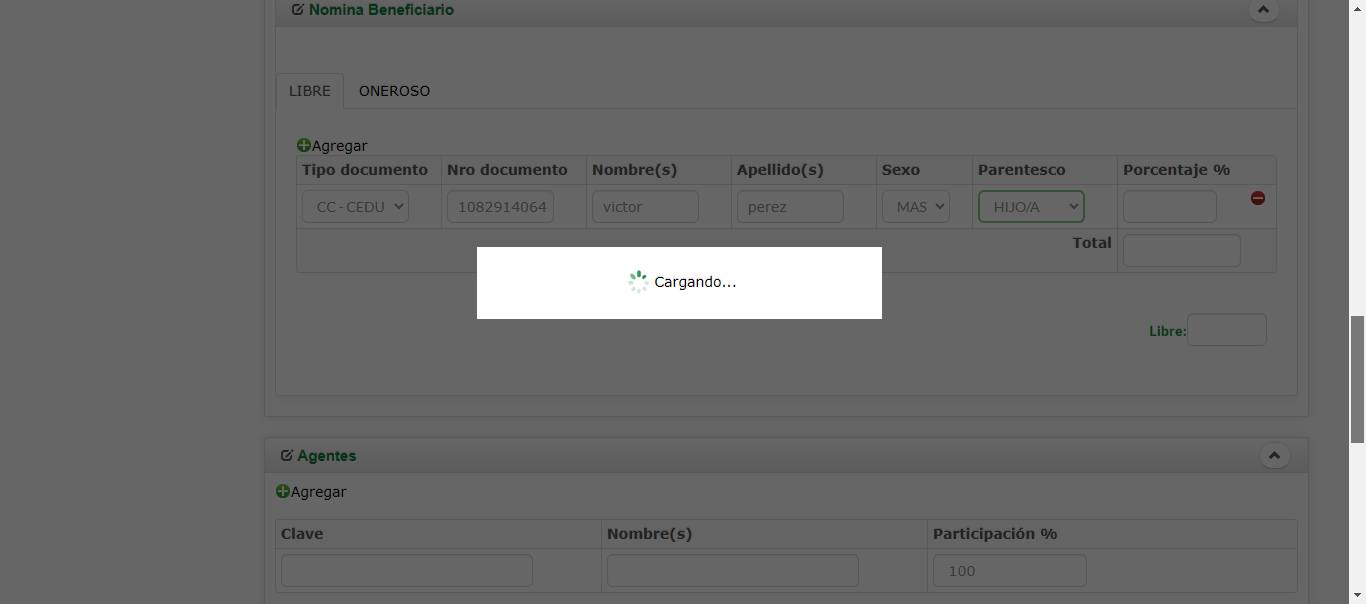 Nomina Beneficiario
LIBRE ONEROSO
Agregar
Tipo documento Nro documento Nombre(s) Apellido(s) Sexo Parentesco Porcentaje %
CC - CEDU 1082914064 victor perez MAS HIJO/A
Total
Cargando...
Libre:
Agentes
Agregar
Clave Nombre(s) Participación %
100